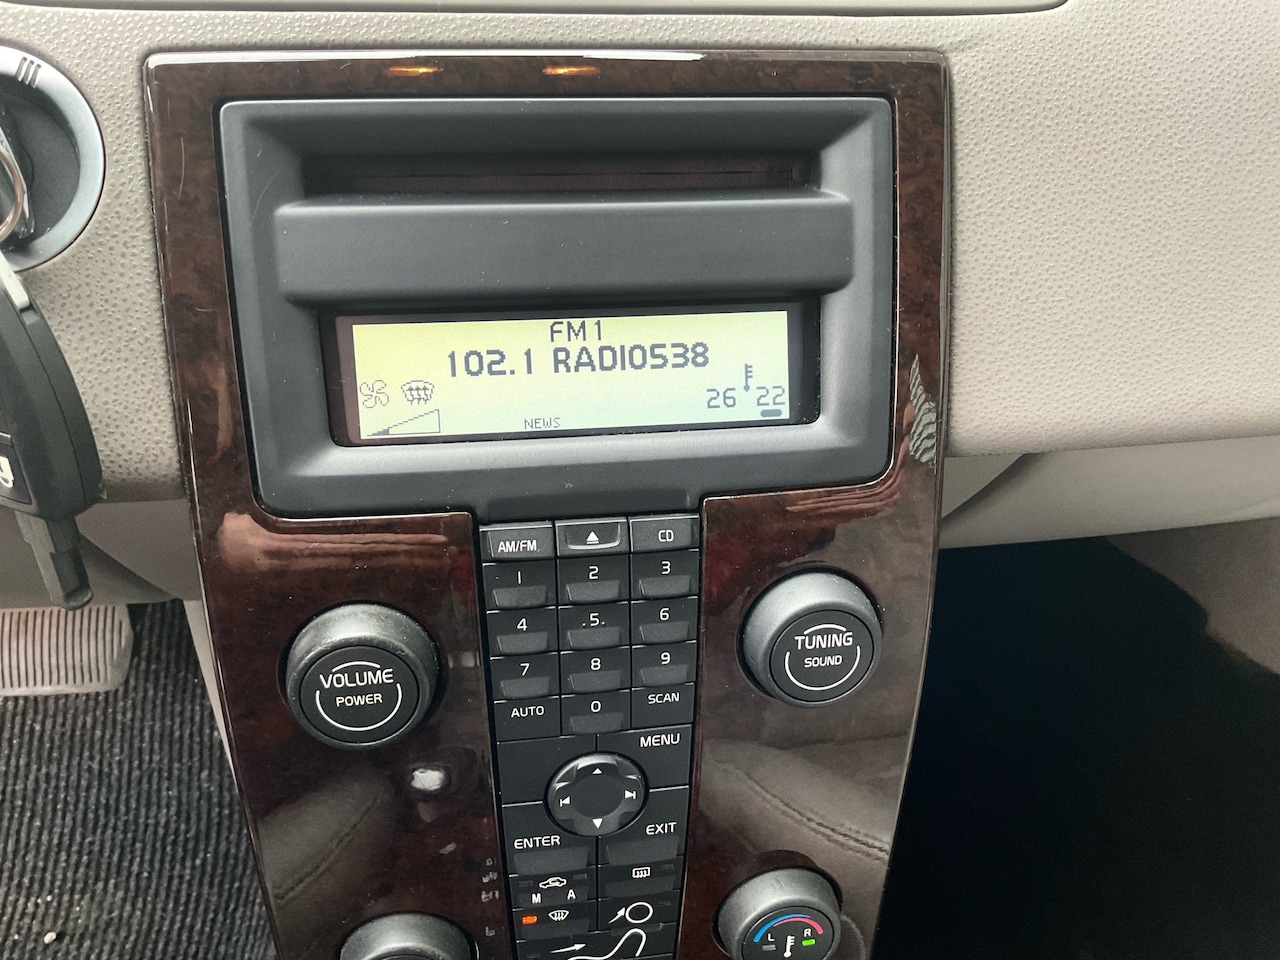 FM1
102.1 RADIO538
26 22
NEWS
AM/FM
CD
1
2
3
4
.5.
6
7
8
9
AUTO
0
SCAN
VOLUME
POWER
TUNING
SOUND
MENU
ENTER
EXIT
M A
L R
y